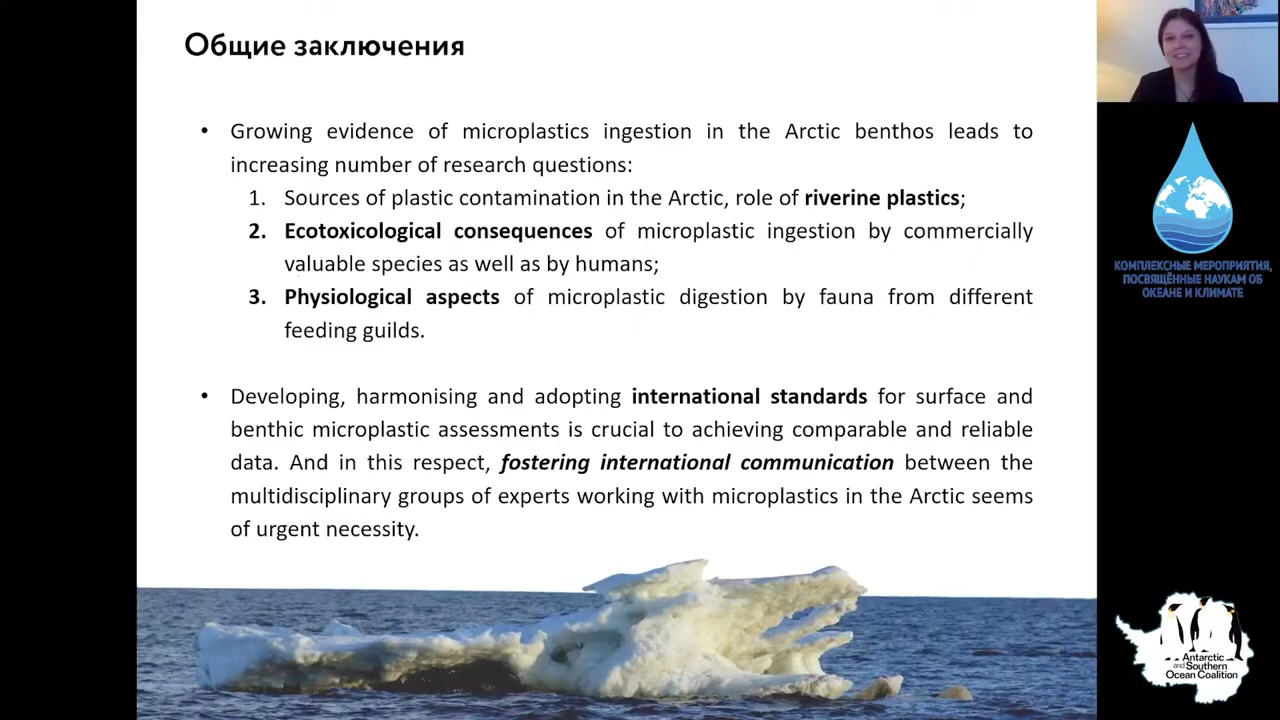 Общие заключения
• Growing evidence of microplastics ingestion in the Arctic benthos leads to
increasing number of research questions:
1. Sources of plastic contamination in the Arctic, role of riverine plastics;
2. Ecotoxicological consequences of microplastic ingestion by commercially
valuable species as well as by humans;
3. Physiological aspects of microplastic digestion by fauna from different
feeding guilds.
• Developing, harmonising and adopting international standards for surface and
benthic microplastic assessments is crucial to achieving comparable and reliable
data. And in this respect, fostering international communication between the
multidisciplinary groups of experts working with microplastics in the Arctic seems
of urgent necessity.
КОМПЛЕКСНЫЕ МЕРОПРИЯТИЯ,
ПОСВЯЩЁННЫЕ НАУКАМ ОБ
ОКЕАНЕ И КЛИМАТЕ
Antarctic
and Southern
Ocean Coalition